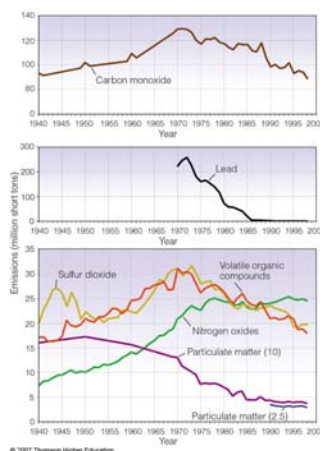 140
120
100
80
Carbon monoxide
1940 1945 1950 1955 1960 1965 1970 1975 1980 1985 1990 1995 2000
Year
Emissions (million short tons)
300
200
100
0
Lead
1940 1945 1950 1955 1960 1965 1970 1975 1980 1985 1990 1995 2000
Year
35
30
25
20
15
10
5
0
Sulfur dioxide
Volatile organic
compounds
Nitrogen oxides
Particulate matter (10)
Particulate matter (2.5)
1940 1945 1950 1955 1960 1965 1970 1975 1980 1985 1990 1995 2000
Year
© 2007 Thomson Higher Education